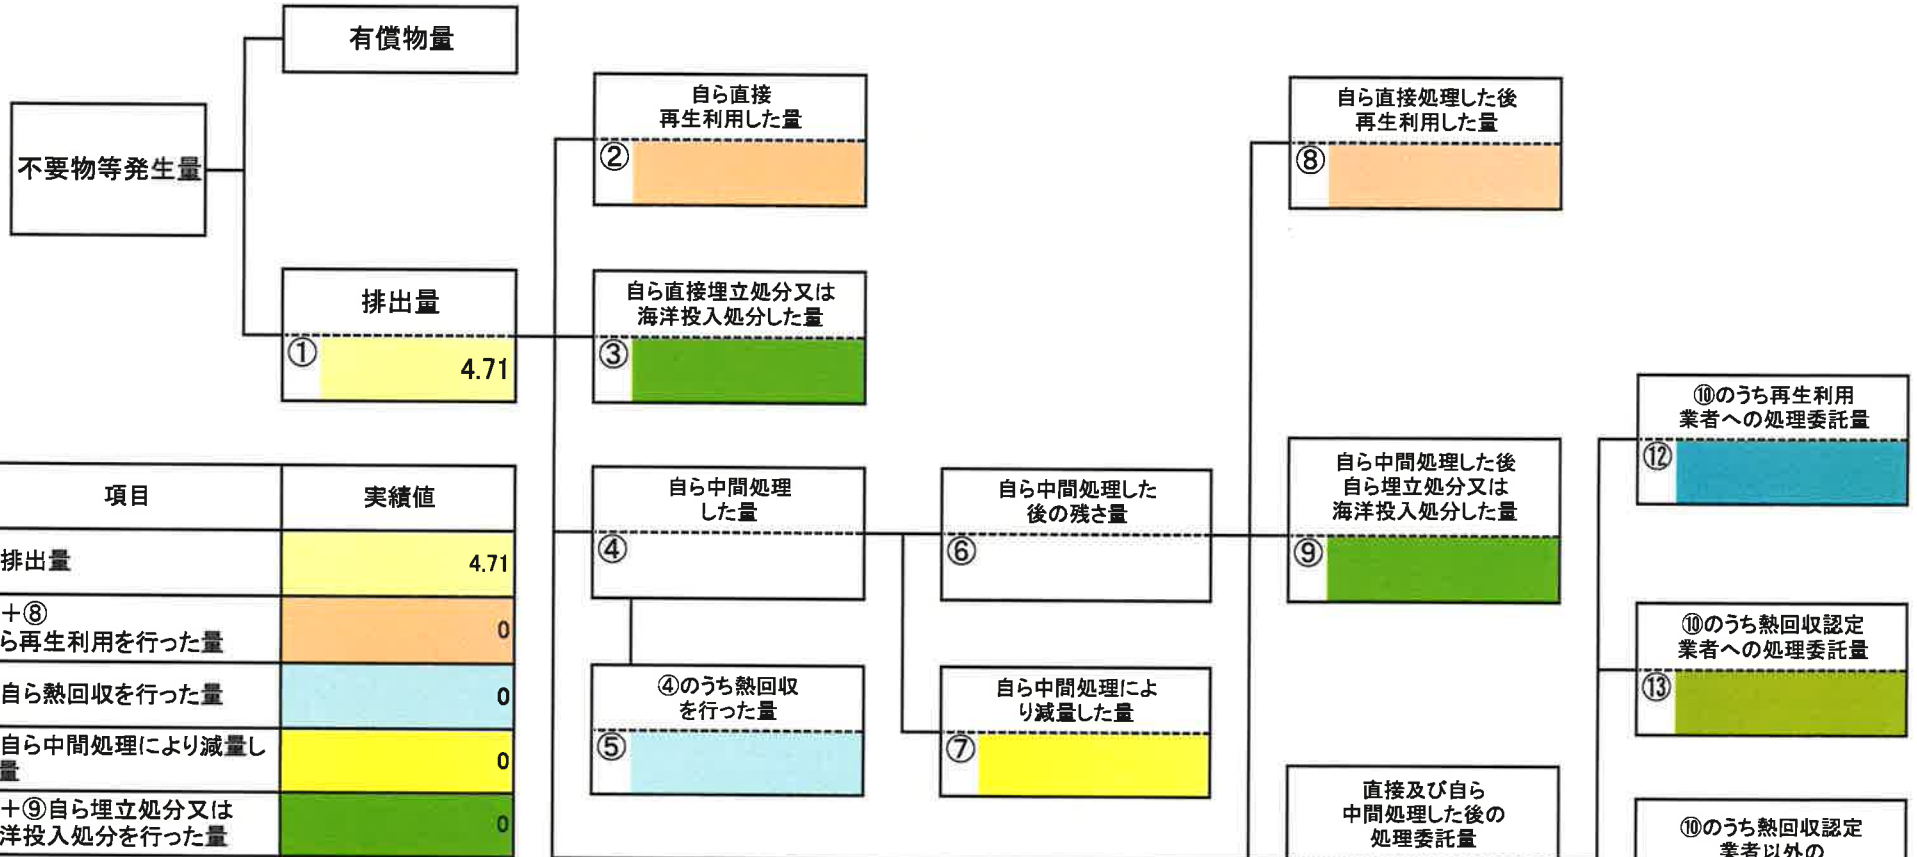 有償物量
不要物等発生量
排出量
①
4.71
自ら直接
再生利用した量
②
自ら直接埋立処分又は
海洋投入処分した量
③
自ら中間処理
した量
④
④のうち熱回収
を行った量
⑤
自ら中間処理した
後の残さ量
⑥
自ら中間処理によ
り減量した量
⑦
自ら直接処理した後
再生利用した量
⑧
自ら中間処理した後
自ら埋立処分又は
海洋投入処分した量
⑨
直接及び自ら
中間処理した後の
処理委託量
⑩のうち再生利用
業者への処理委託量
⑫
⑩のうち熱回収認定
業者への処理委託量
⑬
⑩のうち熱回収認定
業者以外の
項目 実績値
排出量 4.71
+⑧
ら再生利用を行った量 0
自ら熱回収を行った量 0
自ら中間処理により減量し
量 0
+⑨自ら埋立処分又は
洋投入処分を行った量 0